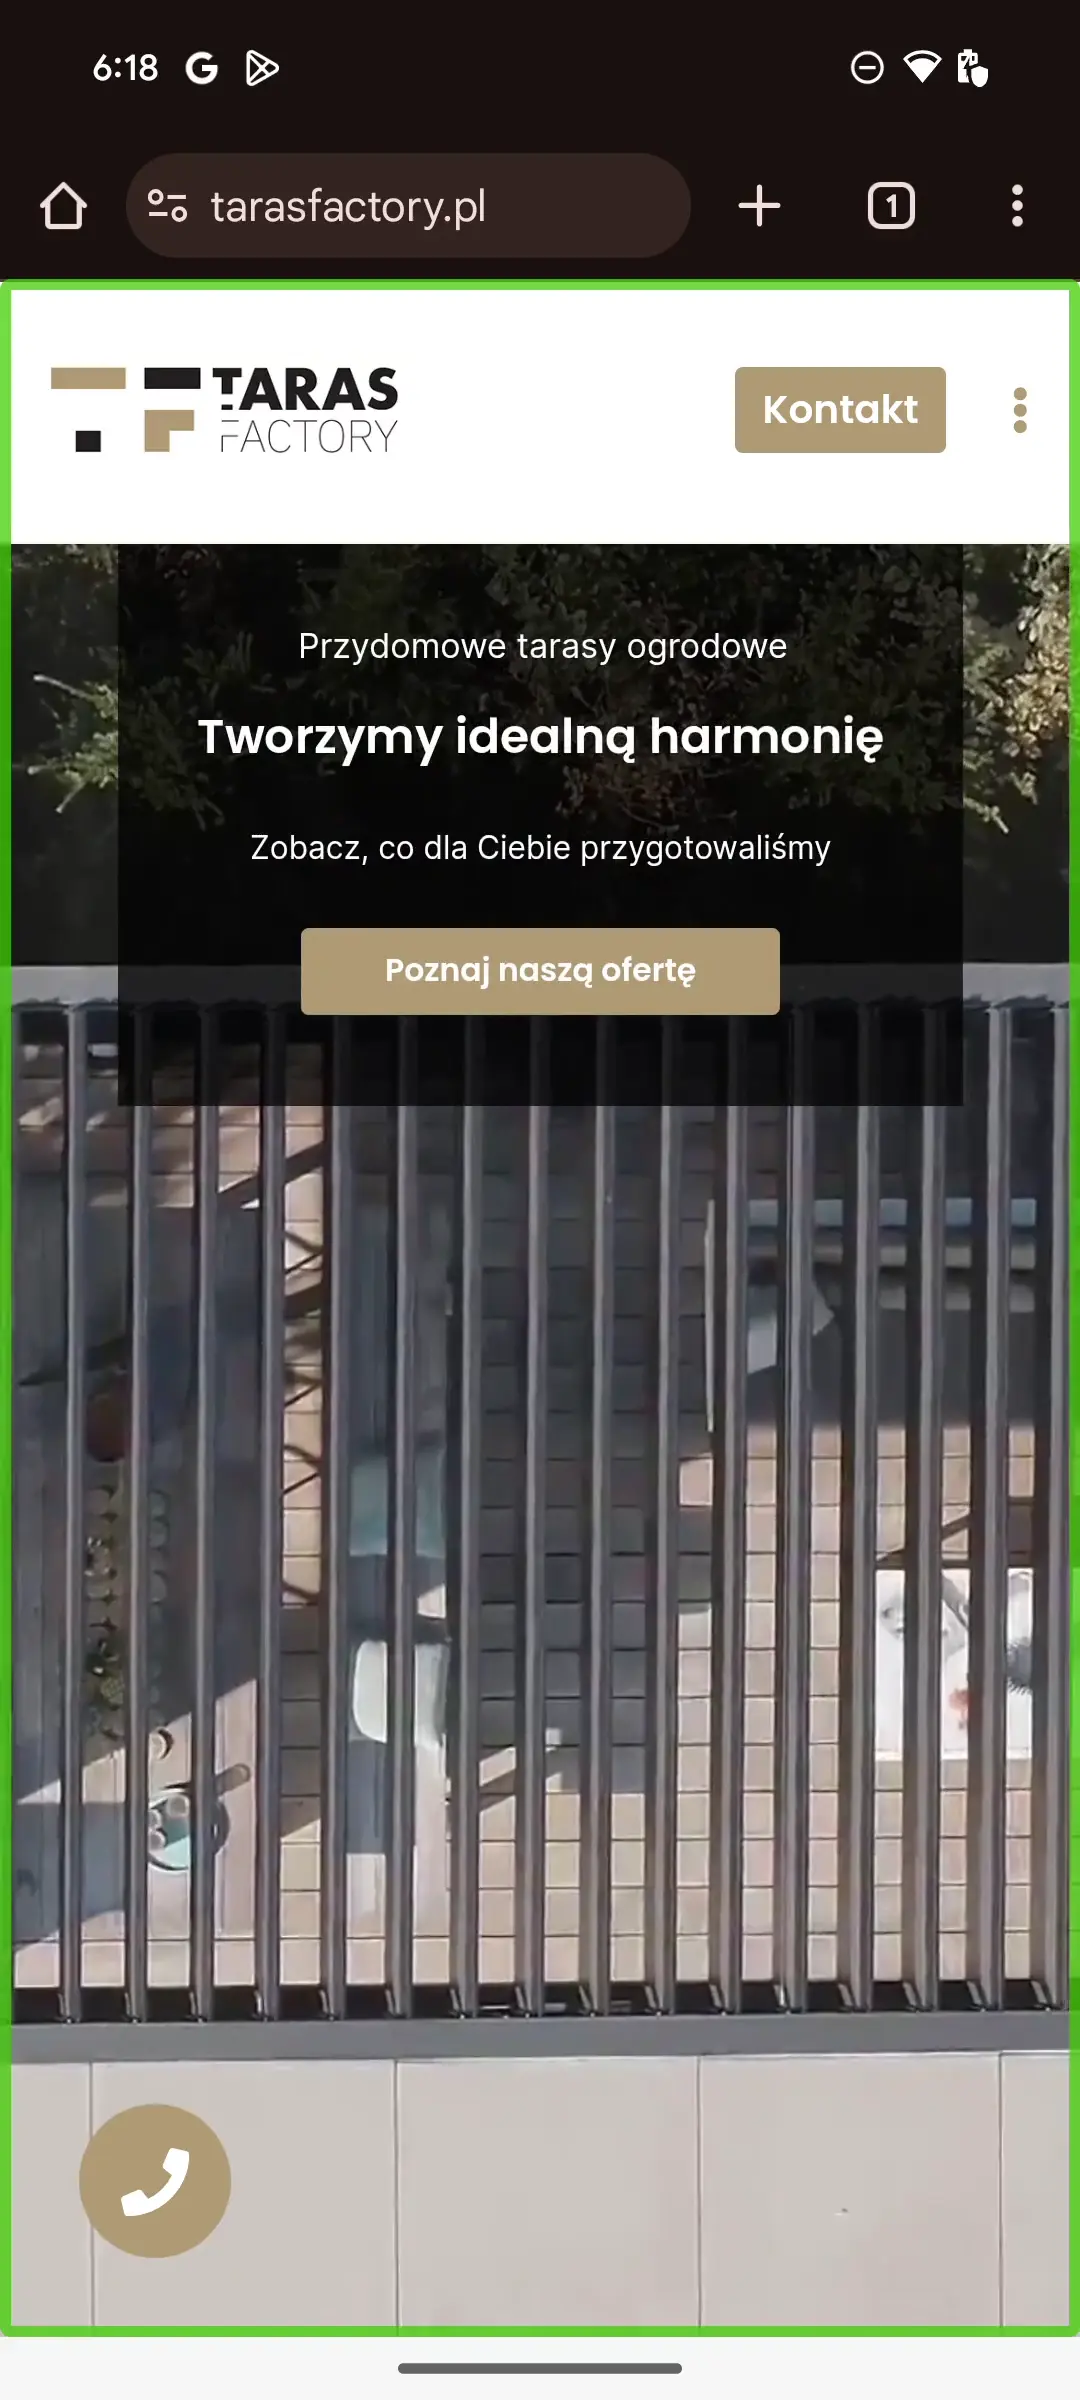 6:18
tarasfactory.pl
1
TARAS
FACTORY
Kontakt
Przydomowe tarasy ogrodowe
Tworzymy idealną harmonię
Zobacz, co dla Ciebie przygotowaliśmy
Poznaj naszą ofertę